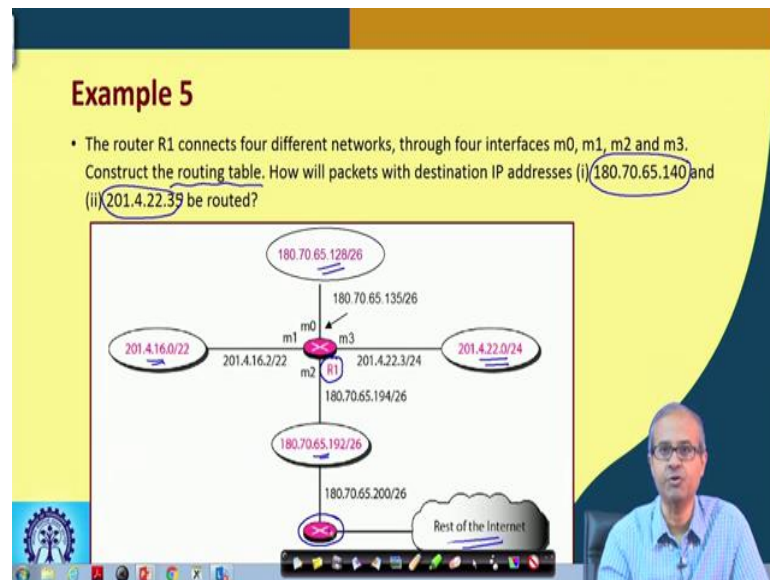 Example 5
• The router R1 connects four different networks, through four interfaces m0, m1, m2 and m3.
Construct the routing table. How will packets with destination IP addresses (i) 180.70.65.140 and
(ii) 201.4.22.35 be routed?
180.70.65.128/26
180.70.65.135/26
m0
m1
m3
201.4.16.0/22
201.4.22.0/24
201.4.16.2/22
m2
R1
201.4.22.3/24
180.70.65.194/26
180.70.65.192/26
180.70.65.200/26
Rest of the Internet